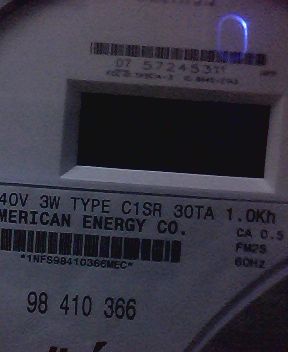 07 572453
40V 3W TYPE C1SR 30TA 1.0Kh
MERICAN ENERGY CO.
CA 0.5
FM2S
60Hz
*1NFS98410366MEC*
98 410 366